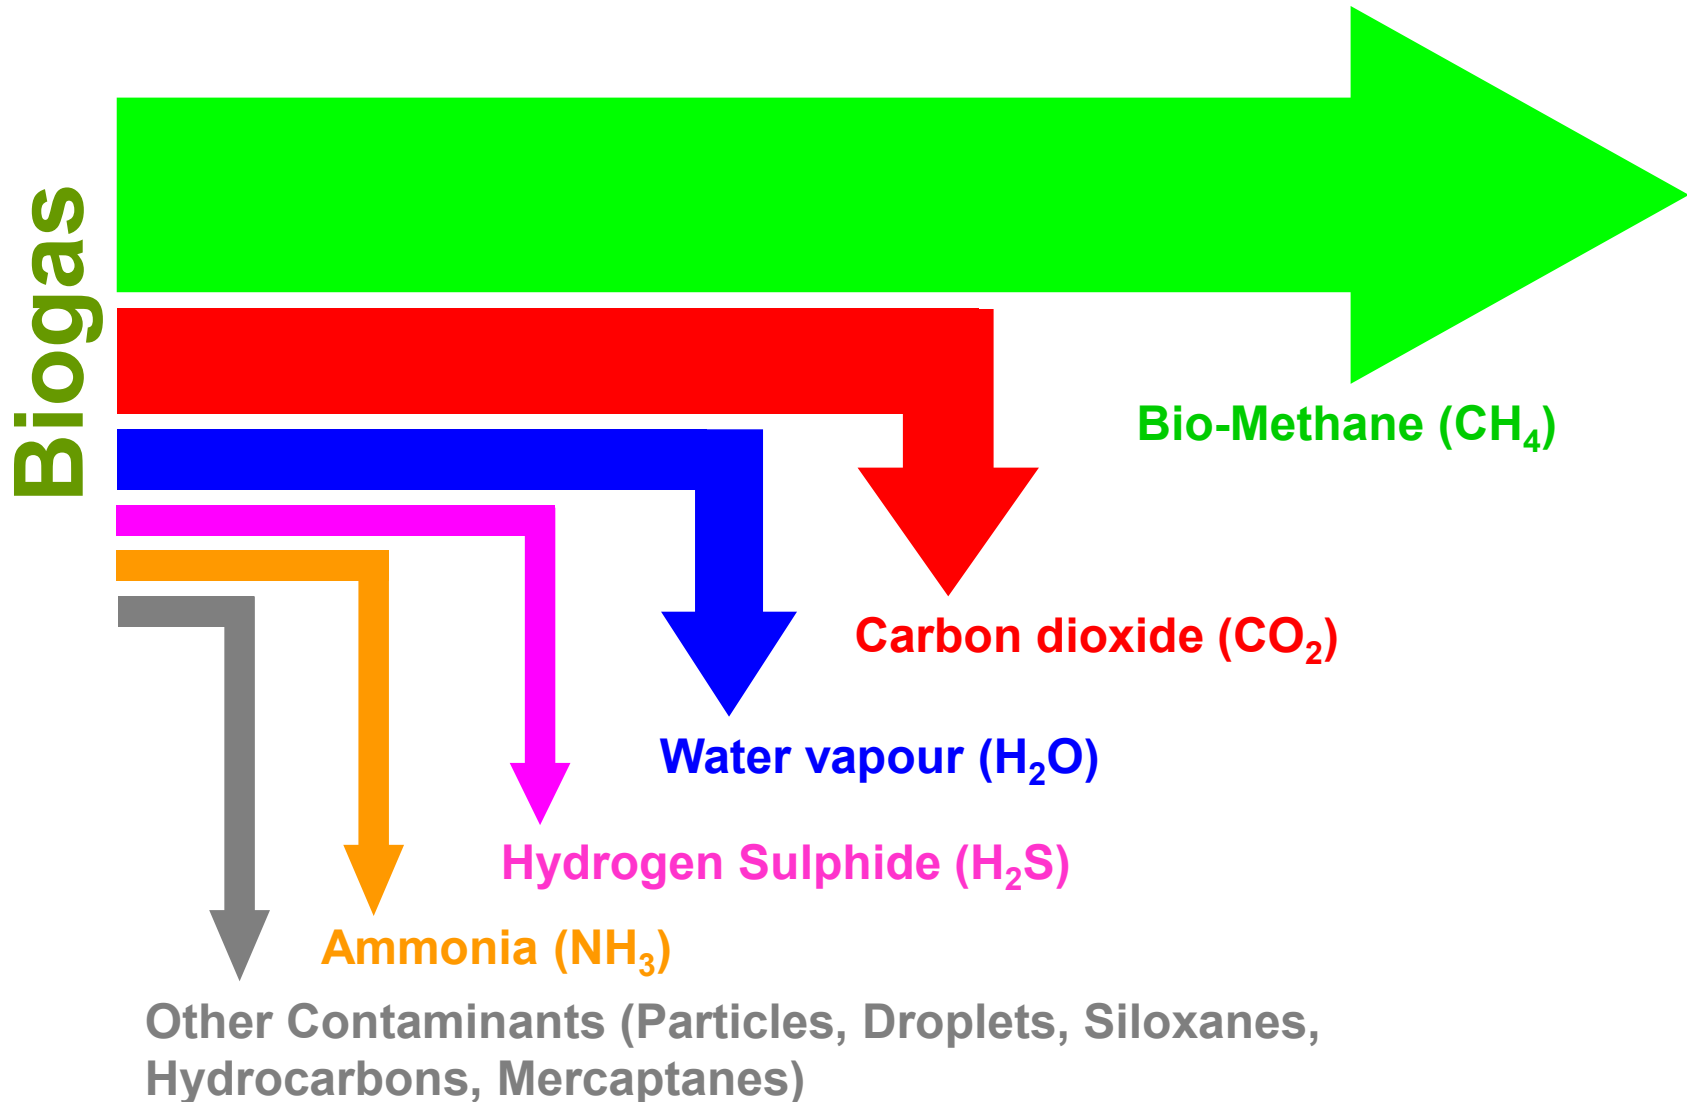 Biogas
Bio-Methane (CH₄)
Carbon dioxide (CO₂)
Water vapour (H₂O)
Hydrogen Sulphide (H₂S)
Ammonia (NH₃)
Other Contaminants (Particles, Droplets, Siloxanes,
Hydrocarbons, Mercaptanes)